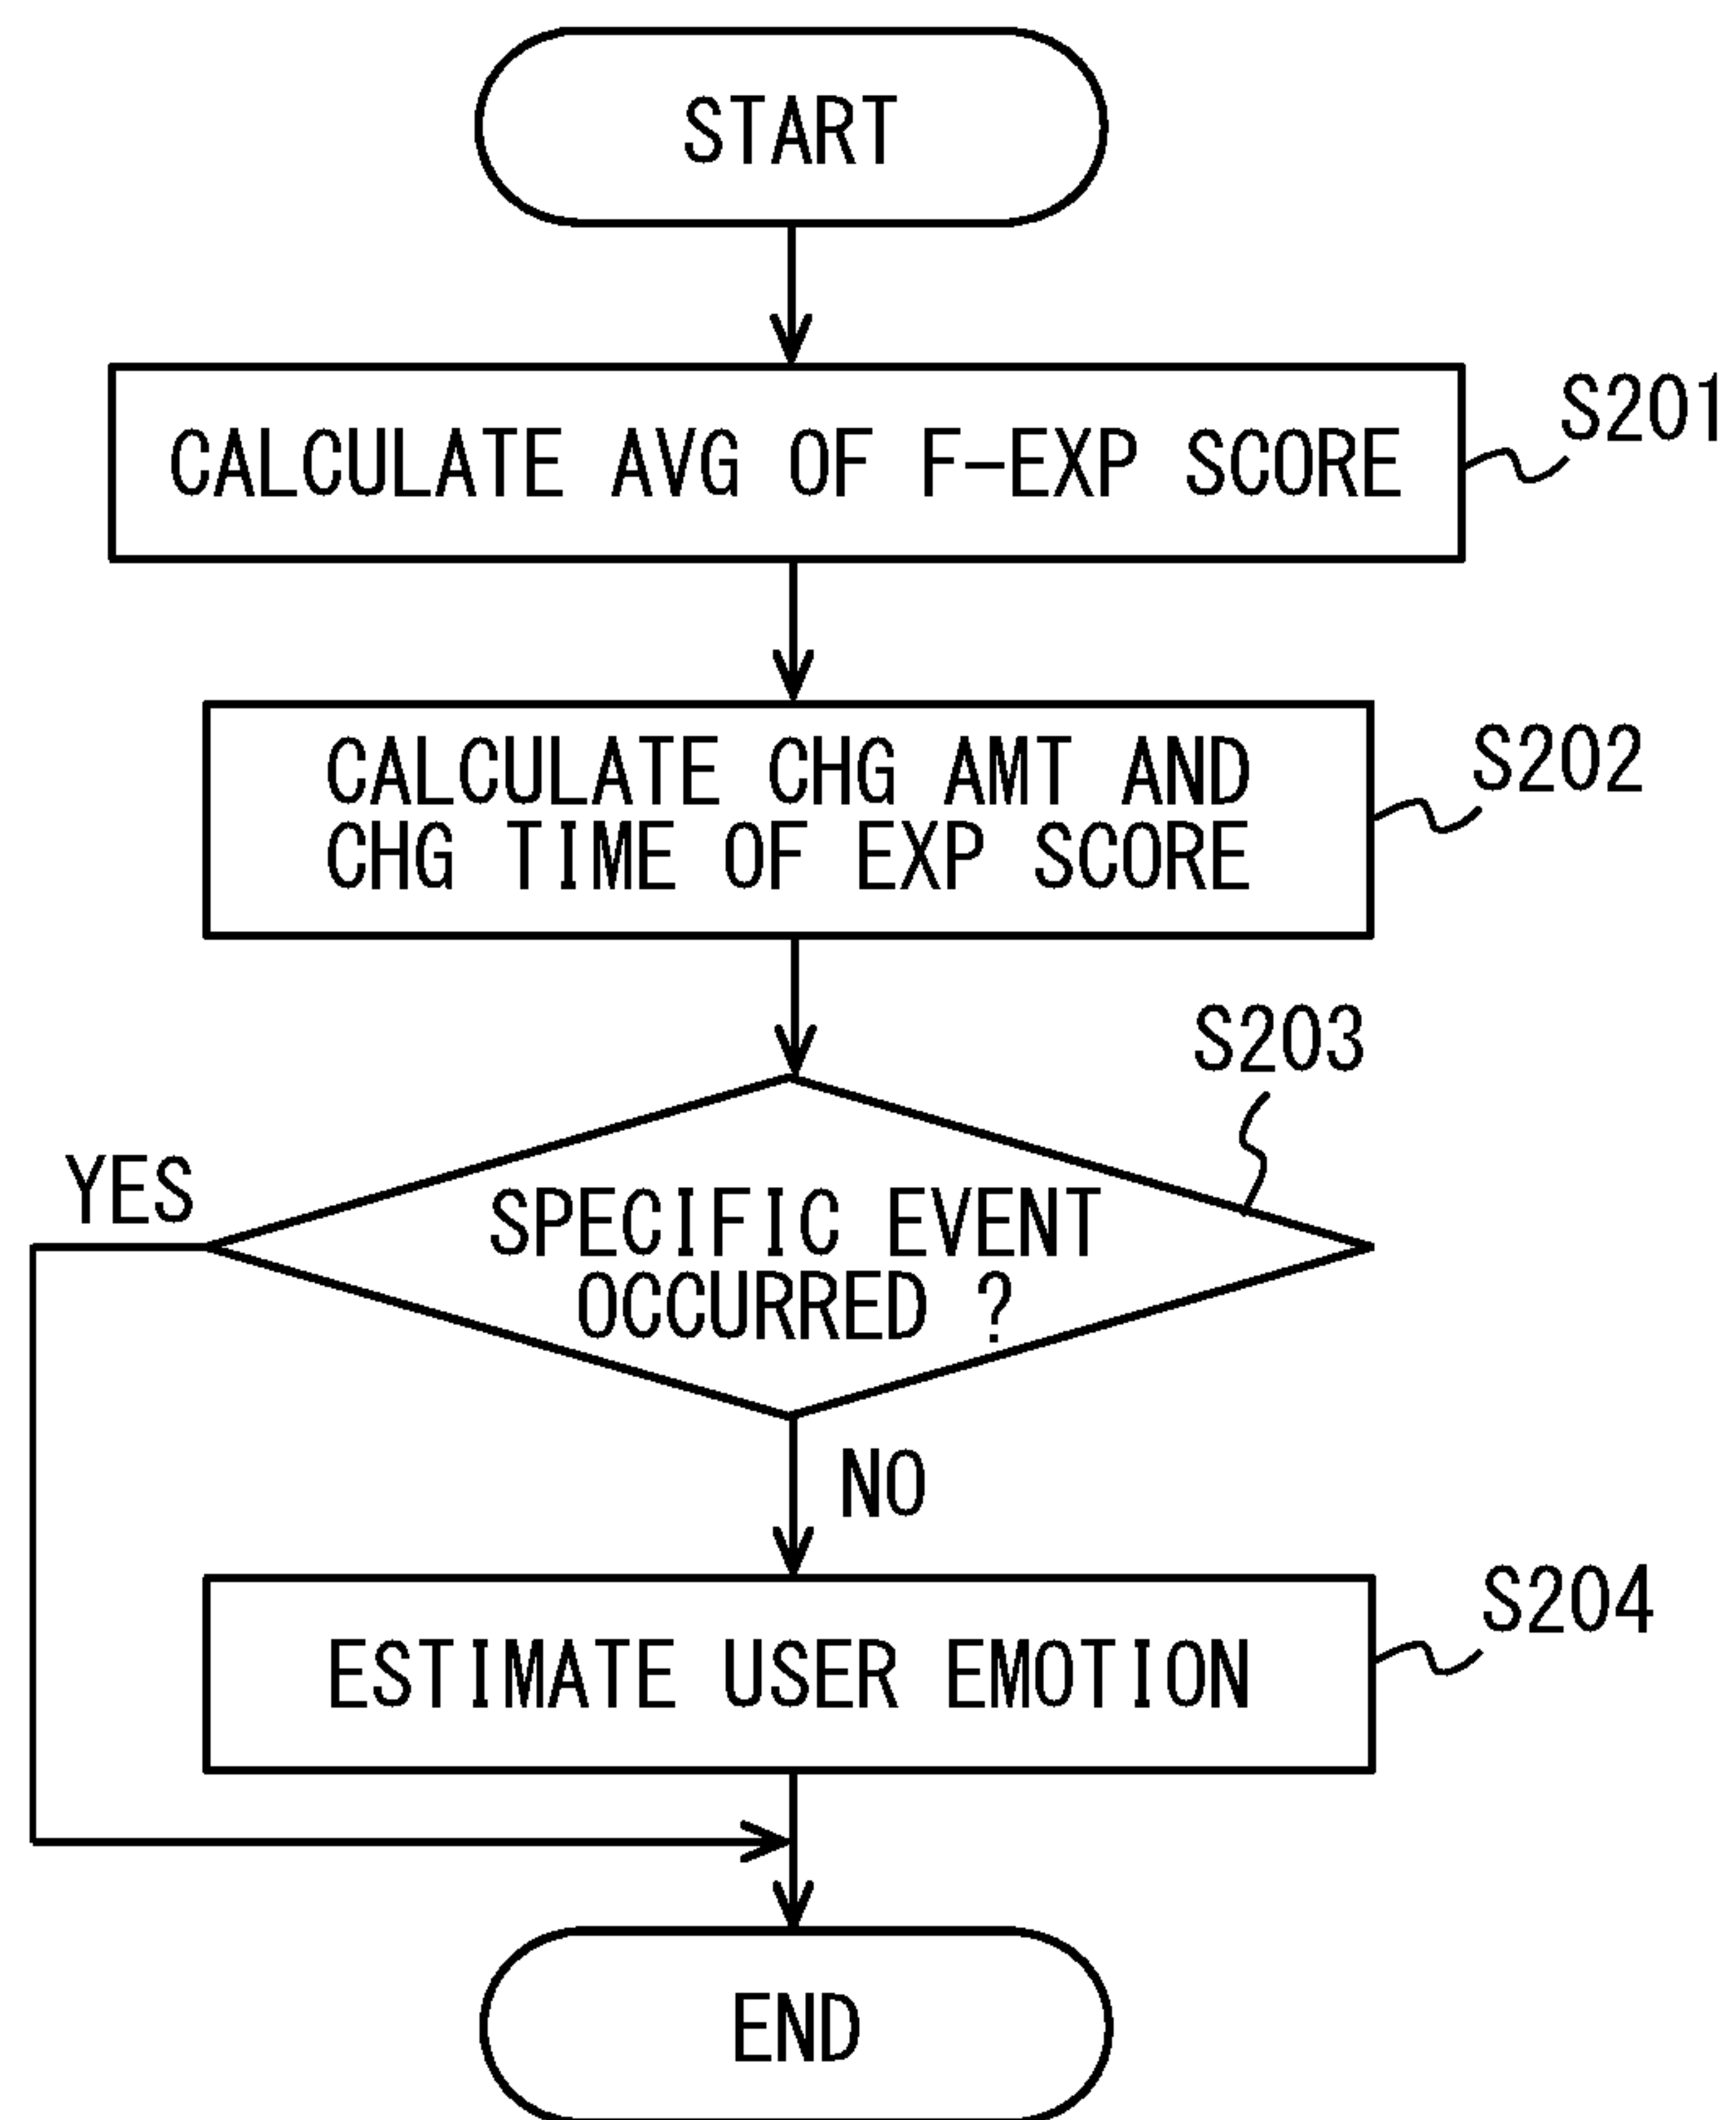 START
CALCULATE AVG OF F-EXP SCORE
S201
CALCULATE CHG AMT AND
CHG TIME OF EXP SCORE
S202
S203
YES
SPECIFIC EVENT
OCCURRED ?
NO
S204
ESTIMATE USER EMOTION
END